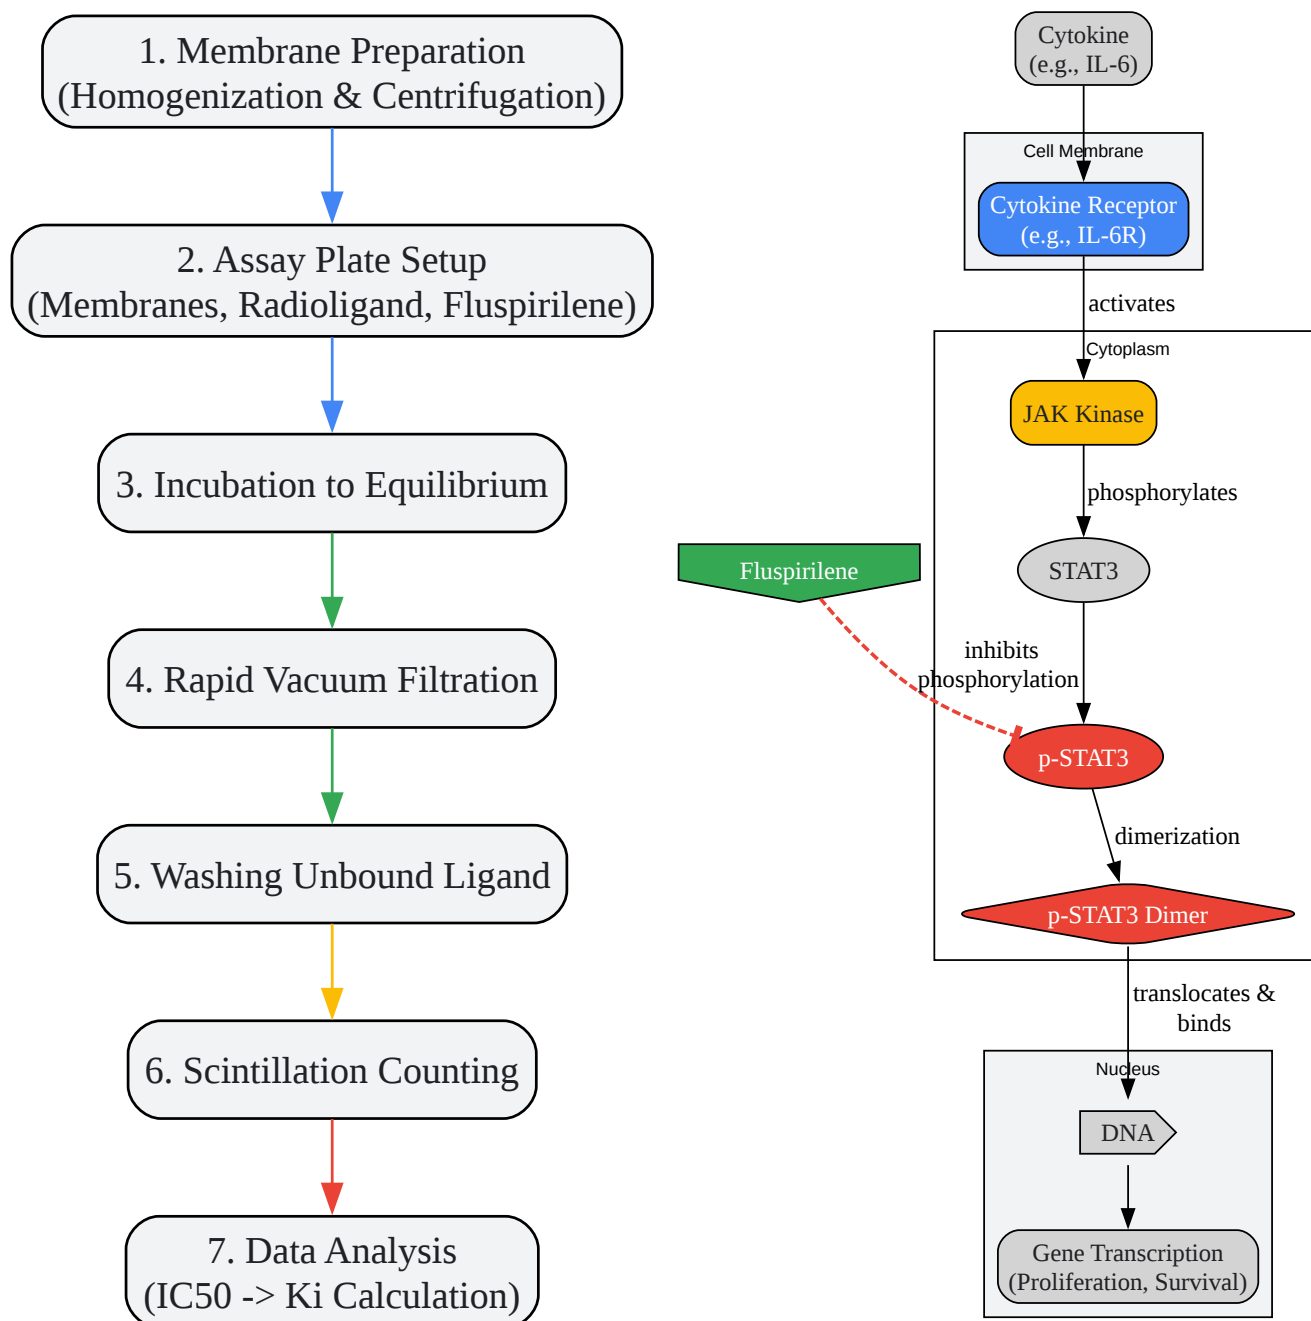 1. Membrane Preparation
(Homogenization & Centrifugation)
2. Assay Plate Setup
(Membranes, Radioligand, Fluspirilene)
3. Incubation to Equilibrium
4. Rapid Vacuum Filtration
5. Washing Unbound Ligand
6. Scintillation Counting
7. Data Analysis
(IC50 -> Ki Calculation)
Cytokine
(e.g., IL-6)
Cell Membrane
Cytokine Receptor
(e.g., IL-6R)
activates
Cytoplasm
JAK Kinase
phosphorylates
STAT3
Fluspirilene
inhibits
phosphorylation
p-STAT3
dimerization
p-STAT3 Dimer
translocates &
binds
Nucleus
DNA
Gene Transcription
(Proliferation, Survival)